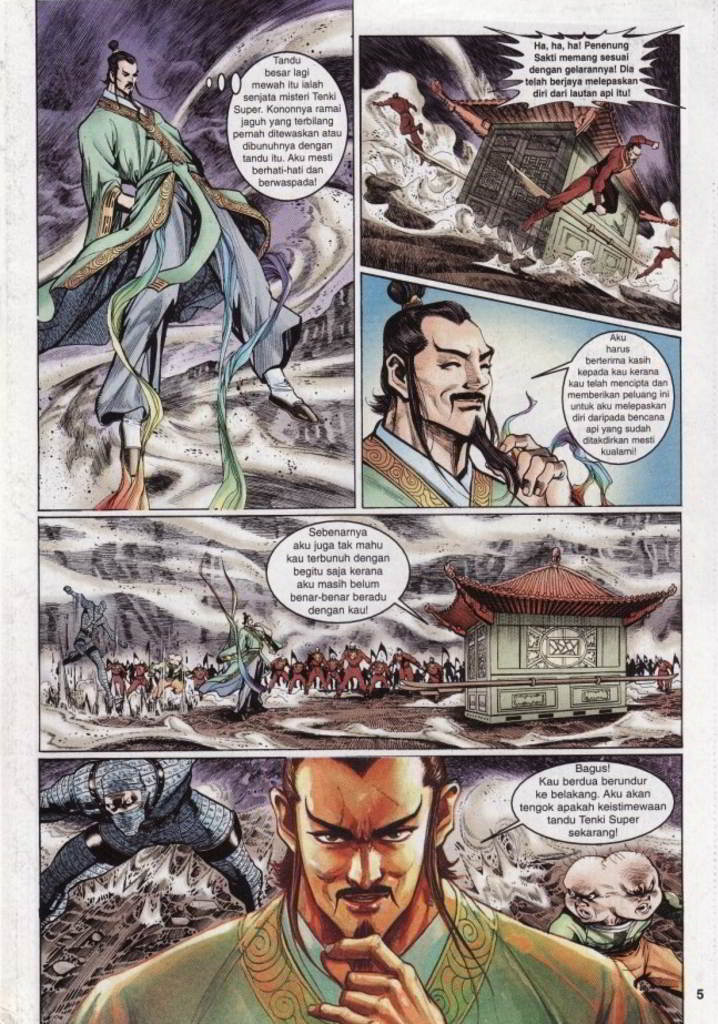 Tandu
besar lagi
mewah itu ialah
senjata misteri Tenki
Super. Kononnya ramai
jaguh yang terbilang
pernah ditewaskan atau
dibunuhnya dengan
tandu itu. Aku mesti
berhati-hati dan
berwaspada!
Ha, ha, ha! Penenung
Sakti memang sesuai
dengan gelarannya! Dia
telah berjaya melepaskan
diri dari lautan api itu!
Aku
harus
berterima kasih
kepada kau kerana
kau telah mencipta dan
memberikan peluang ini
untuk aku melepaskan
diri daripada bencana
api yang sudah
ditakdirkan mesti
kualami!
Sebenarnya
aku juga tak mahu
kau terbunuh dengan
begitu saja kerana
aku masih belum
benar-benar beradu
dengan kau!
Bagus!
Kau berdua berundur
ke belakang. Aku akan
tengok apakah keistimewaan
tandu Tenki Super
sekarang!
5